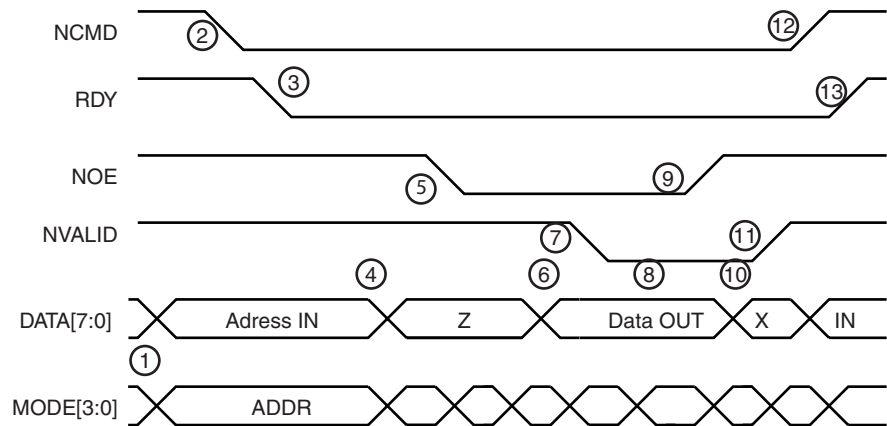 NCMD
2
12
RDY
3
13
NOE
5
9
NVALID
7
11
4
6
8
10
DATA[7:0]
Adress IN
Z
Data OUT
X
IN
1
MODE[3:0]
ADDR